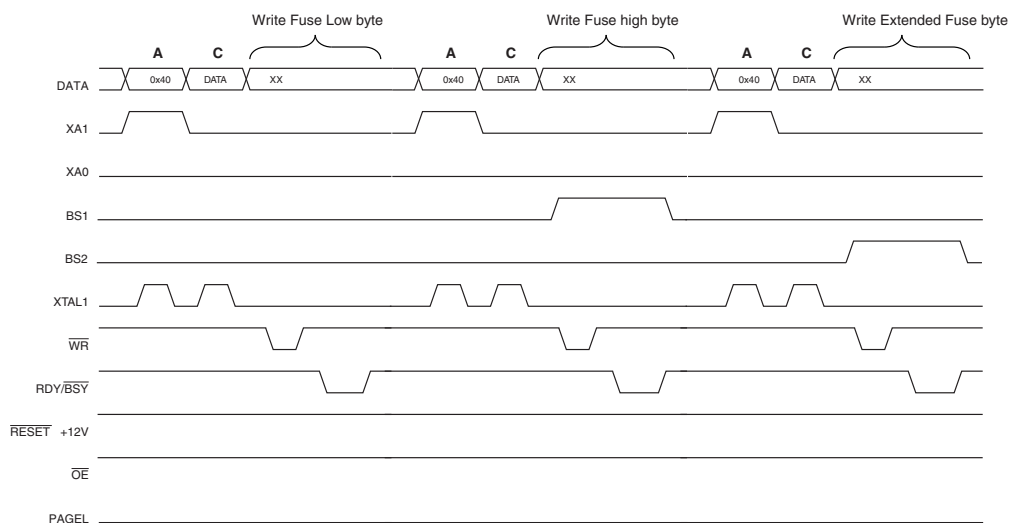 Write Fuse Low byte Write Fuse high byte Write Extended Fuse byte
A C A C A C
DATA 0x40 DATA XX 0x40 DATA XX 0x40 DATA XX
XA1
XA0
BS1
BS2
XTAL1
WR
RDY/BSY
RESET +12V
OE
PAGEL